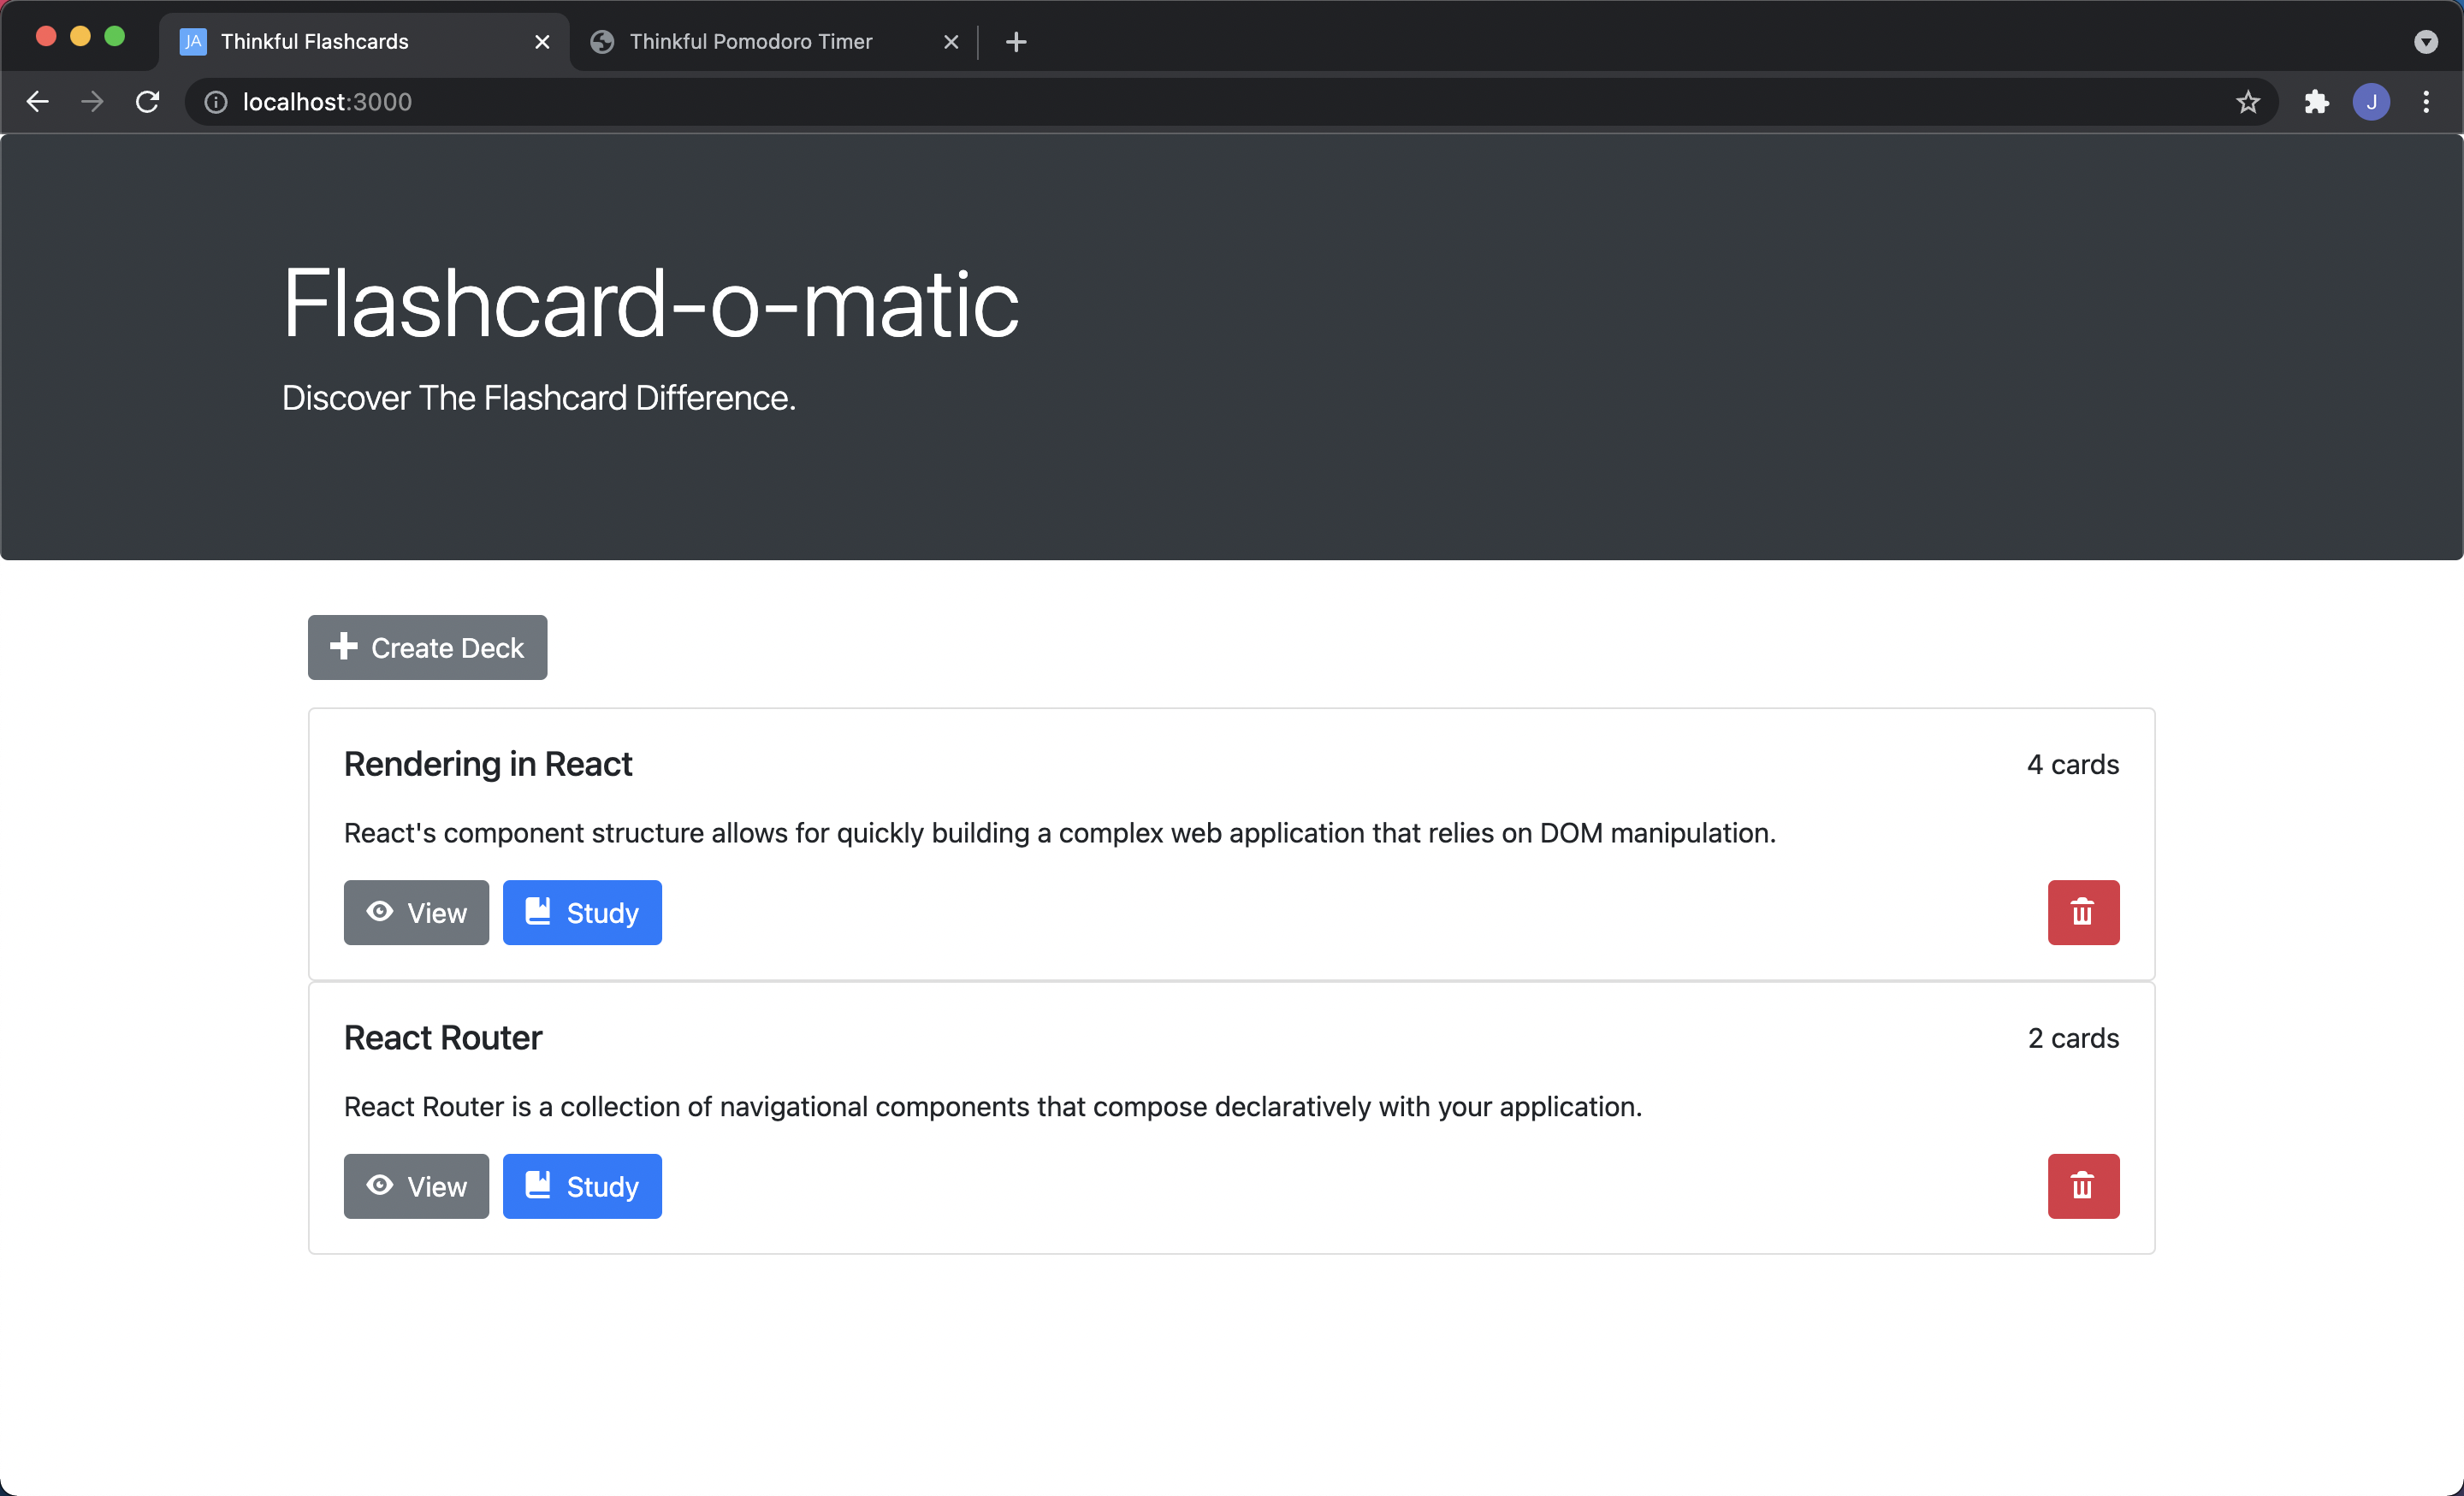 JA Thinkful Flashcards
Thinkful Pomodoro Timer
localhost:3000
J
Flashcard-o-matic
Discover The Flashcard Difference.
Create Deck
Rendering in React
4 cards
React's component structure allows for quickly building a complex web application that relies on DOM manipulation.
View
Study
React Router
2 cards
React Router is a collection of navigational components that compose declaratively with your application.
View
Study